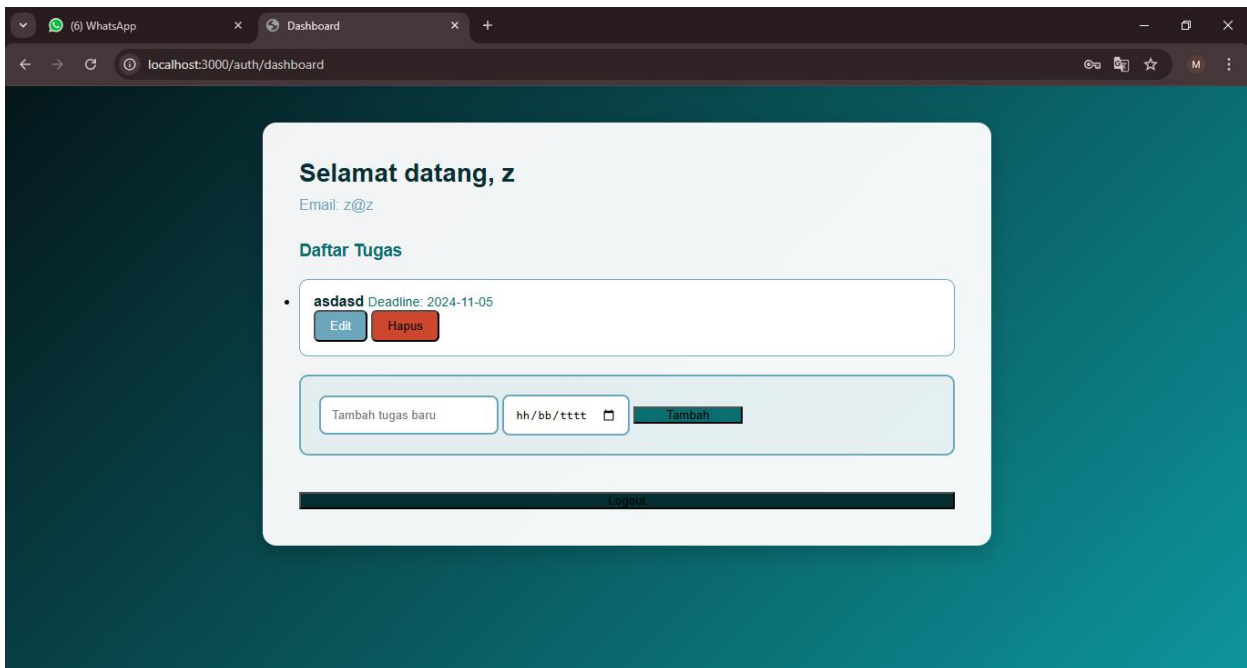 (6) WhatsApp
Dashboard
localhost:3000/auth/dashboard
M
Selamat datang, z
Email: z@z
Daftar Tugas
asdasd Deadline: 2024-11-05
Edit Hapus
Tambah tugas baru hh/bb/tttt Tambah
Logout